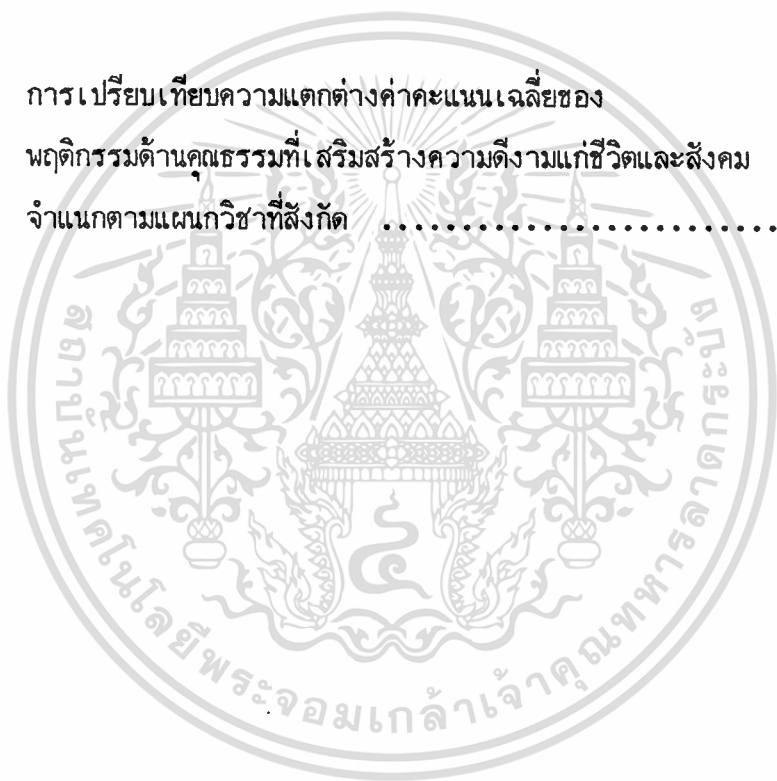 การเปรียบเทียบความแตกต่างค่าคะแนนเฉลี่ยของ
พฤติกรรมด้านคุณธรรมที่เสริมสร้างความดีงามแก่ชีวิตและสังคม
จำแนกตามแผนกวิชาที่สังกัด ..........................
สถาบันเทคโนโลยีพระจอมเกล้าเจ้าคุณทหารลาดกระบัง